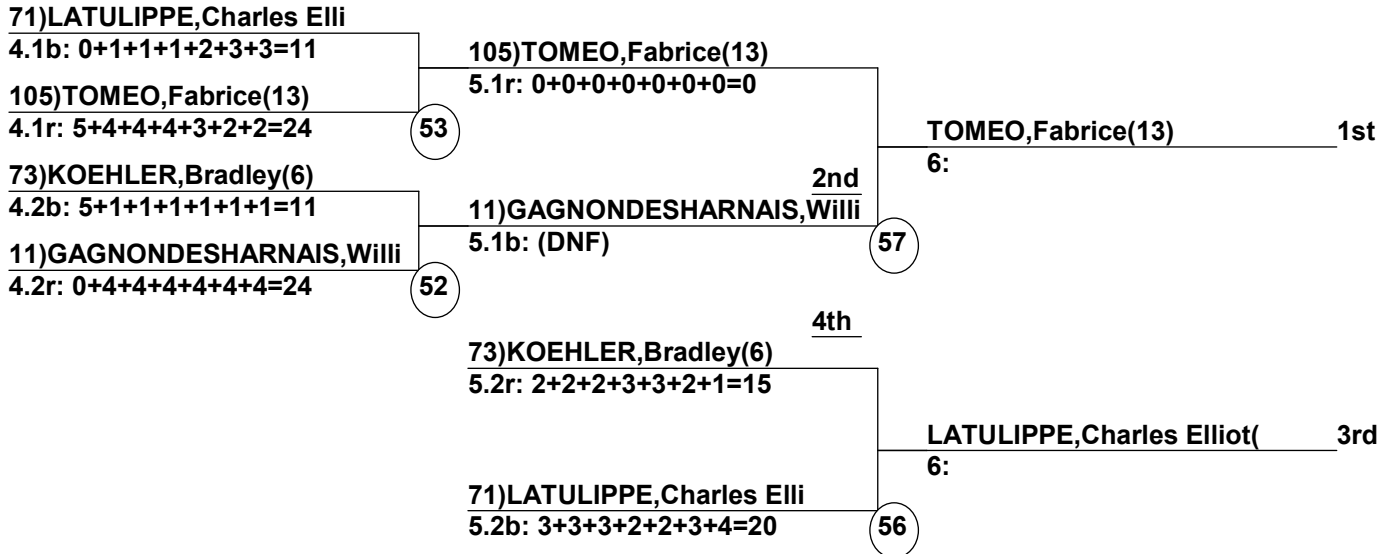 71)LATULIPPE,Charles Elli
4.1b: 0+1+1+1+2+3+3=11
105)TOMEO,Fabrice(13)
4.1r: 5+4+4+4+3+2+2=24
53
73)KOEHLER,Bradley(6)
4.2b: 5+1+1+1+1+1+1=11
11)GAGNONDESHARNAIS,Willi
4.2r: 0+4+4+4+4+4+4=24
52
105)TOMEO,Fabrice(13)
5.1r: 0+0+0+0+0+0+0=0
2nd
11)GAGNONDESHARNAIS,Willi
5.1b: (DNF)
57
TOMEO,Fabrice(13) 1st
6:
4th
73)KOEHLER,Bradley(6)
5.2r: 2+2+2+3+3+2+1=15
71)LATULIPPE,Charles Elli
5.2b: 3+3+3+2+2+3+4=20
56
LATULIPPE,Charles Elliot( 3rd
6: